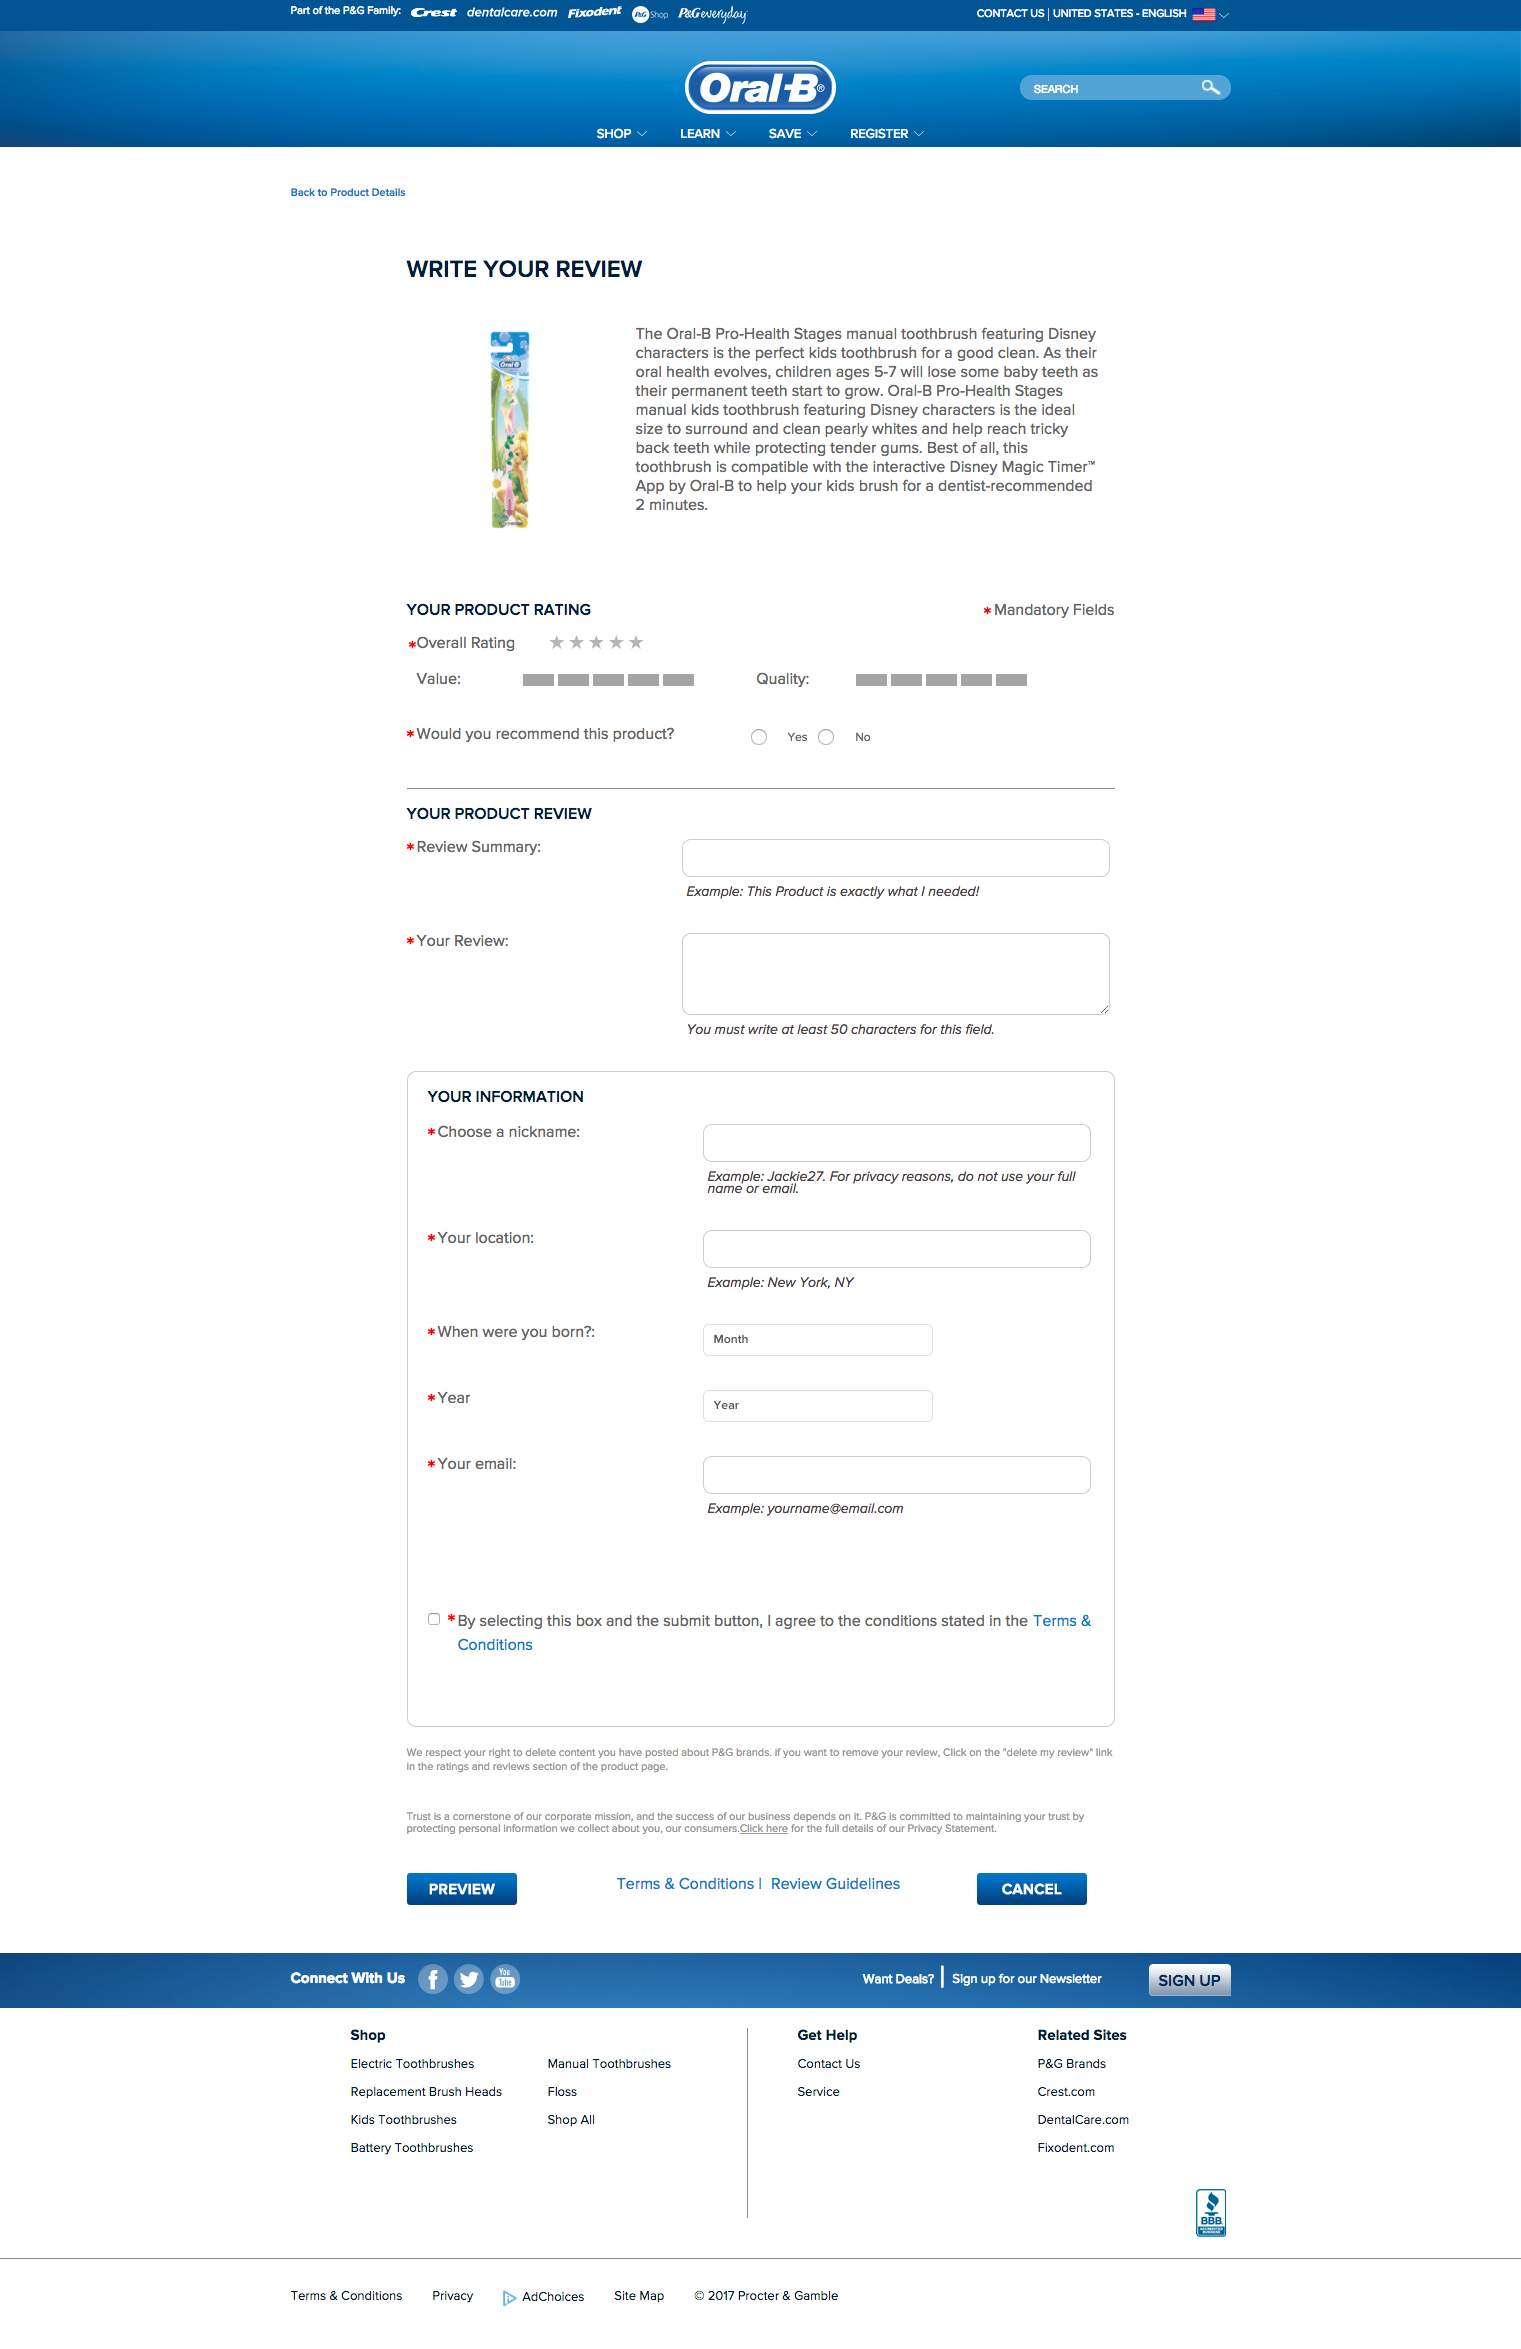 Part of the P&G Family: Crest dentalcare.com Fixodent P&G Shop P&G everyday
CONTACT US | UNITED STATES - ENGLISH
Oral-B®
SEARCH
SHOP LEARN SAVE REGISTER
Back to Product Details
WRITE YOUR REVIEW
Oral-B
The Oral-B Pro-Health Stages manual toothbrush featuring Disney
characters is the perfect kids toothbrush for a good clean. As their
oral health evolves, children ages 5-7 will lose some baby teeth as
their permanent teeth start to grow. Oral-B Pro-Health Stages
manual kids toothbrush featuring Disney characters is the ideal
size to surround and clean pearly whites and help reach tricky
back teeth while protecting tender gums. Best of all, this
toothbrush is compatible with the interactive Disney Magic Timer™
App by Oral-B to help your kids brush for a dentist-recommended
2 minutes.
YOUR PRODUCT RATING
* Mandatory Fields
*Overall Rating
Value:
Quality:
*Would you recommend this product?
Yes No
YOUR PRODUCT REVIEW
*Review Summary:
Example: This Product is exactly what I needed!
*Your Review:
You must write at least 50 characters for this field.
YOUR INFORMATION
*Choose a nickname:
Example: Jackie27. For privacy reasons, do not use your full
name or email.
*Your location:
Example: New York, NY
*When were you born?:
Month
*Year
Year
*Your email:
Example: yourname@email.com
*By selecting this box and the submit button, I agree to the conditions stated in the Terms &
Conditions
We respect your right to delete content you have posted about P&G brands. if you want to remove your review, Click on the "delete my review" link
in the ratings and reviews section of the product page.
Trust is a cornerstone of our corporate mission, and the success of our business depends on it. P&G is committed to maintaining your trust by
protecting personal information we collect about you, our consumers.Click here for the full details of our Privacy Statement.
PREVIEW
Terms & Conditions | Review Guidelines
CANCEL
Connect With Us
You Tube
Want Deals? | Sign up for our Newsletter
SIGN UP
Shop
Electric Toothbrushes
Replacement Brush Heads
Kids Toothbrushes
Battery Toothbrushes
Manual Toothbrushes
Floss
Shop All
Get Help
Contact Us
Service
Related Sites
P&G Brands
Crest.com
DentalCare.com
Fixodent.com
BBB.
ACCREDITED
BUSINESS
Terms & Conditions Privacy AdChoices Site Map © 2017 Procter & Gamble